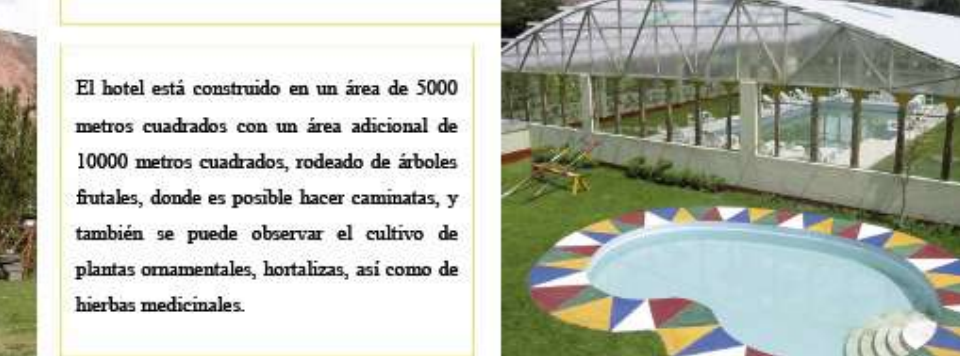 El hotel está construido en un área de 5000
metros cuadrados con un área adicional de
10000 metros cuadrados, rodeado de árboles
frutales, donde es posible hacer caminatas, y
también se puede observar el cultivo de
plantas ornamentales, hortalizas, así como de
hierbas medicinales.